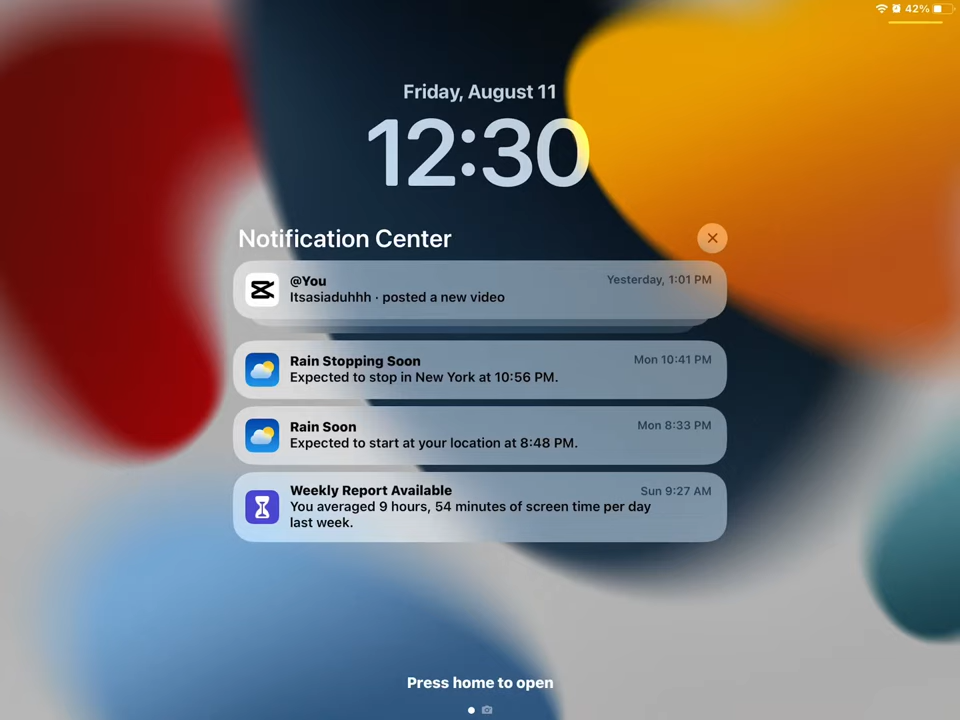 42%
Friday, August 11
12:30
Notification Center
@You
Yesterday, 1:01 PM
Itsasiaduhhh · posted a new video
Rain Stopping Soon
Mon 10:41 PM
Expected to stop in New York at 10:56 PM.
Rain Soon
Mon 8:33 PM
Expected to start at your location at 8:48 PM.
Weekly Report Available
Sun 9:27 AM
You averaged 9 hours, 54 minutes of screen time per day
last week.
Press home to open